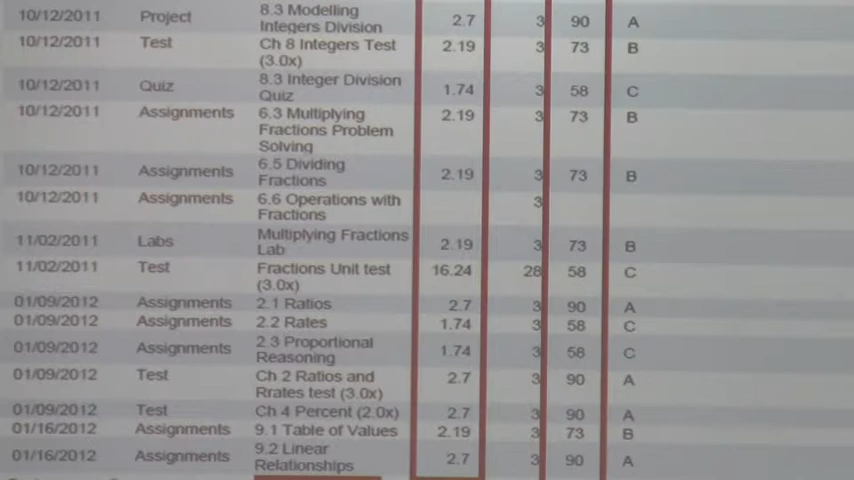 10/12/2011 Project 8.3 Modelling 2.7 3 90 A
Integers Division
10/12/2011 Test Ch 8 Integers Test 2.19 3 73 B
(3.0x)
10/12/2011 Quiz 8.3 Integer Division 1.74 3 58 C
Quiz
10/12/2011 Assignments 6.3 Multiplying 2.19 3 73 B
Fractions Problem
Solving
10/12/2011 Assignments 6.5 Dividing 2.19 3 73 B
Fractions
10/12/2011 Assignments 6.6 Operations with 3
Fractions
11/02/2011 Labs Multiplying Fractions 2.19 3 73 B
Lab
11/02/2011 Test Fractions Unit test 16.24 28 58 C
(3.0x)
01/09/2012 Assignments 2.1 Ratios 2.7 3 90 A
01/09/2012 Assignments 2.2 Rates 1.74 3 58 C
01/09/2012 Assignments 2.3 Proportional 1.74 3 58 C
Reasoning
01/09/2012 Test Ch 2 Ratios and 2.7 3 90 A
Rrates test (3.0x)
01/09/2012 Test Ch 4 Percent (2.0x) 2.7 3 90 A
01/16/2012 Assignments 9.1 Table of Values 2.19 3 73 B
01/16/2012 Assignments 9.2 Linear 2.7 3 90 A
Relationships